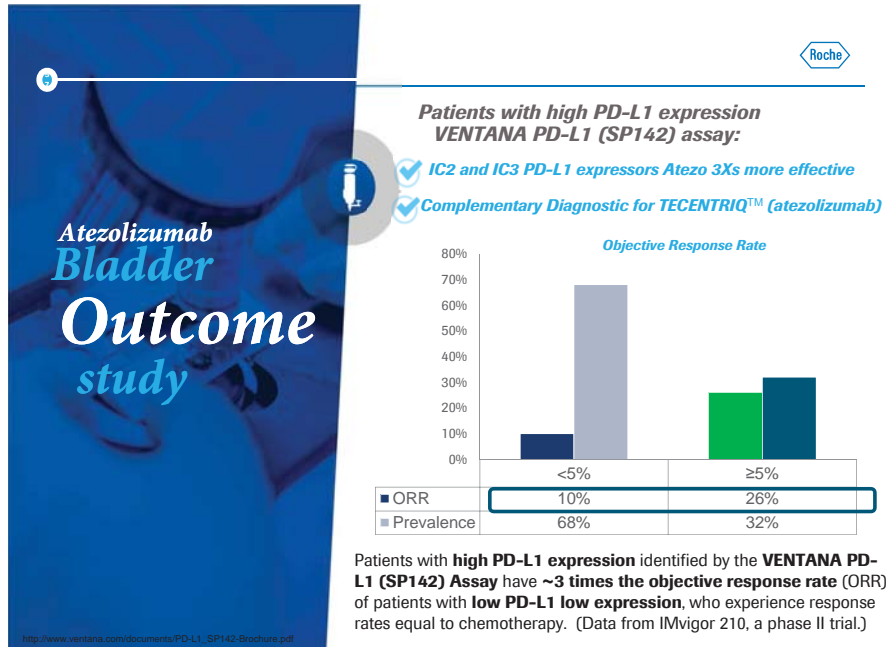 Roche
Patients with high PD-L1 expression
VENTANA PD-L1 (SP142) assay:
IC2 and IC3 PD-L1 expressors Atezo 3Xs more effective
Complementary Diagnostic for TECENTRIQ™ (atezolizumab)
Atezolizumab
Bladder
Outcome
study
Objective Response Rate
80%
70%
60%
50%
40%
30%
20%
10%
0%
<5% ≥5%
ORR 10% 26%
Prevalence 68% 32%
Patients with high PD-L1 expression identified by the VENTANA PD-
L1 (SP142) Assay have ~3 times the objective response rate (ORR)
of patients with low PD-L1 low expression, who experience response
rates equal to chemotherapy. (Data from IMvigor 210, a phase II trial.)
http://www.ventana.com/documents/PD-L1_SP142-Brochure.pdf